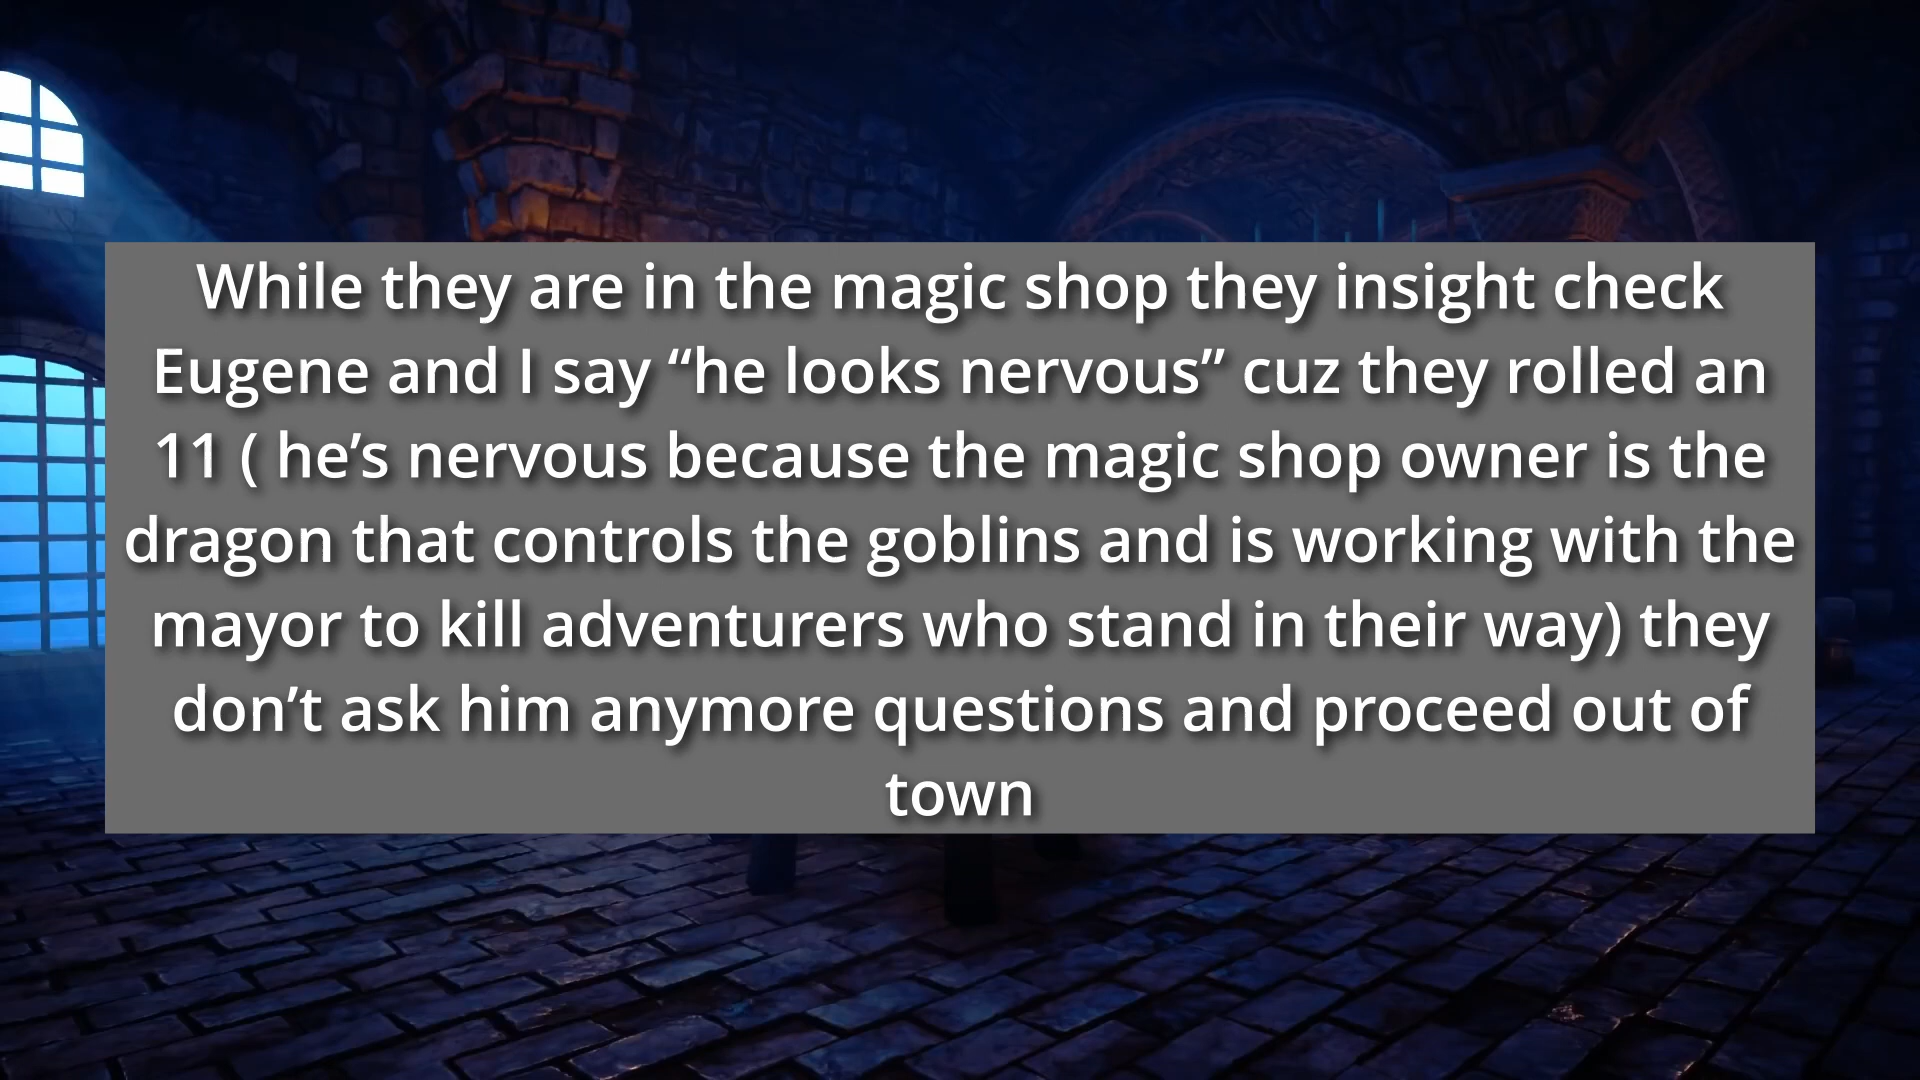 While they are in the magic shop they insight check
Eugene and I say “he looks nervous” cuz they rolled an
11 ( he’s nervous because the magic shop owner is the
dragon that controls the goblins and is working with the
mayor to kill adventurers who stand in their way) they
don’t ask him anymore questions and proceed out of
town